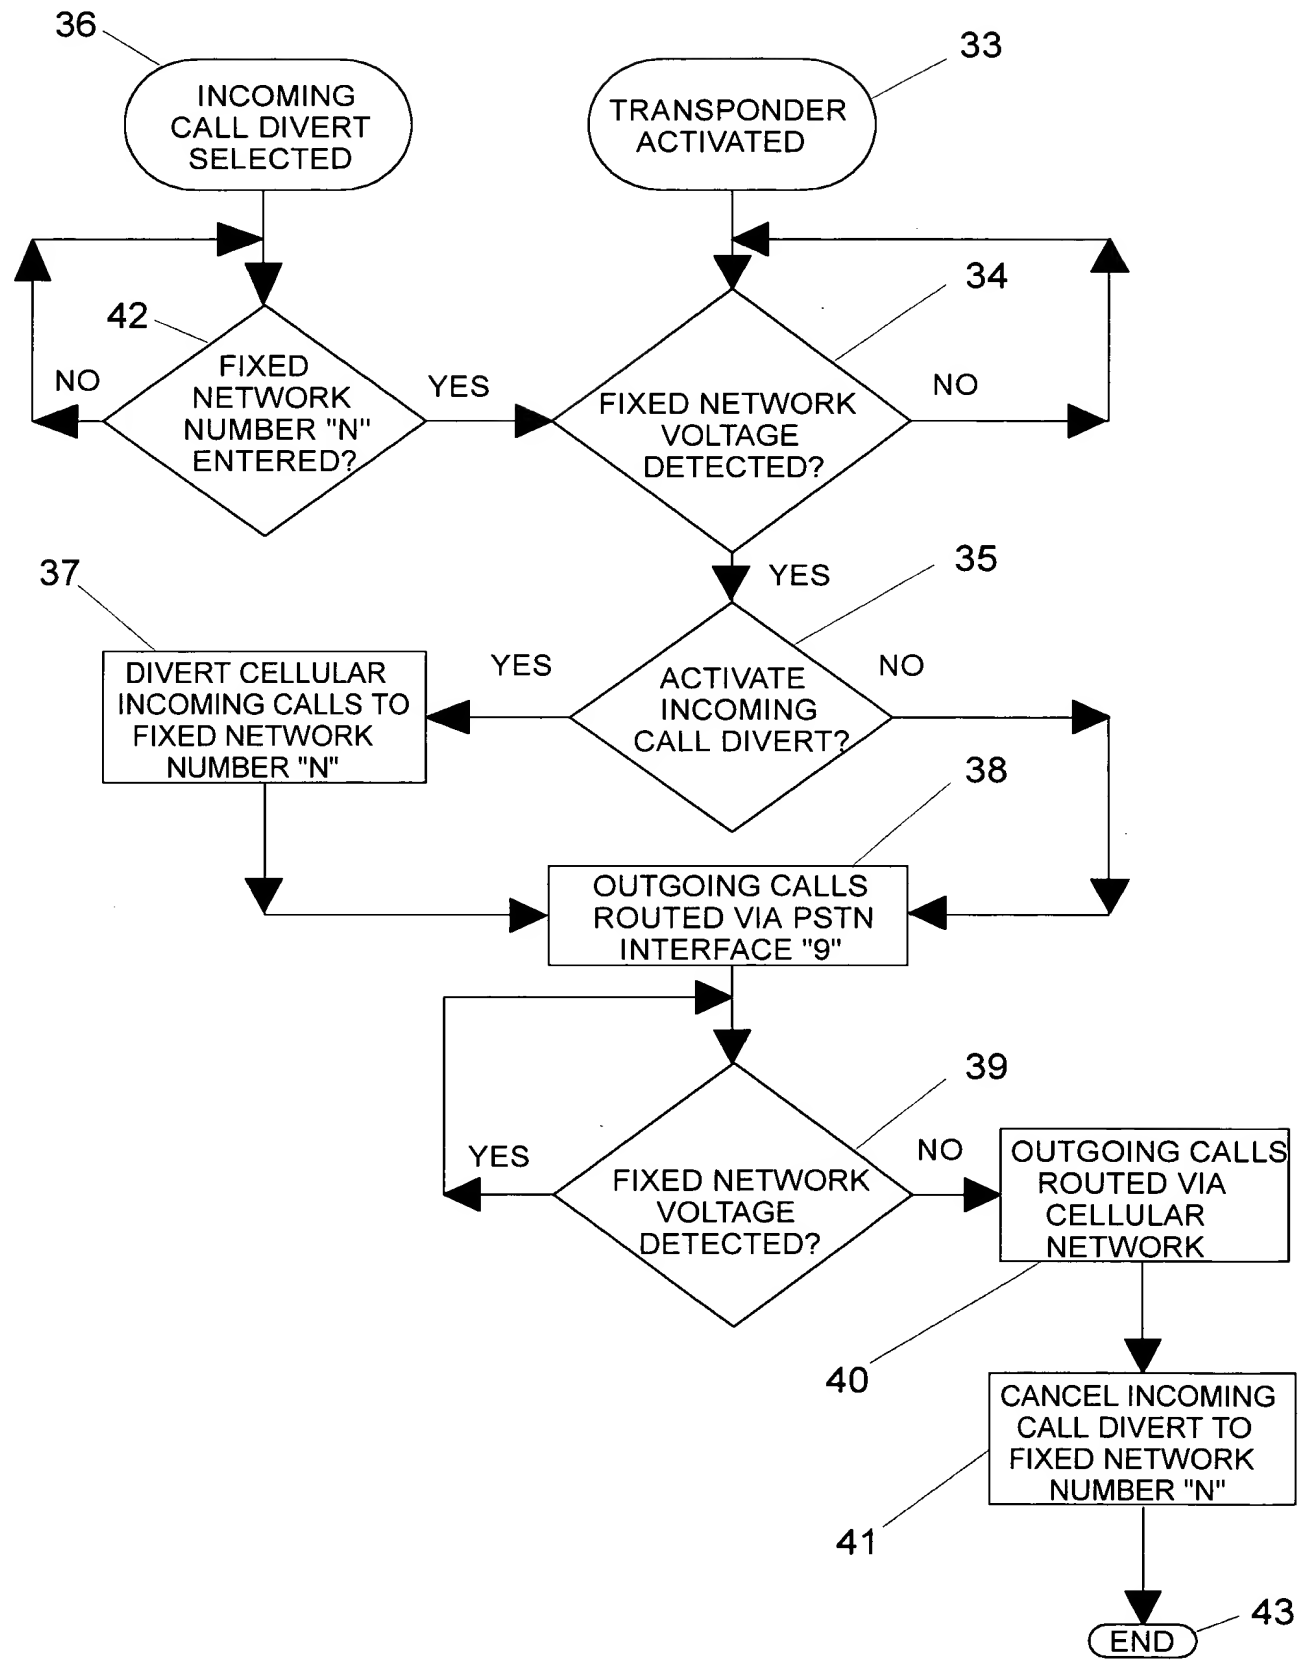 36
INCOMING
CALL DIVERT
SELECTED
33
TRANSPONDER
ACTIVATED
42
FIXED
NETWORK
NUMBER "N"
ENTERED?
NO
YES
34
FIXED NETWORK
VOLTAGE
DETECTED?
NO
YES
35
ACTIVATE
INCOMING
CALL DIVERT?
YES
NO
37
DIVERT CELLULAR
INCOMING CALLS TO
FIXED NETWORK
NUMBER "N"
38
OUTGOING CALLS
ROUTED VIA PSTN
INTERFACE "9"
39
FIXED NETWORK
VOLTAGE
DETECTED?
YES
NO
OUTGOING CALLS
ROUTED VIA
CELLULAR
NETWORK
40
CANCEL INCOMING
CALL DIVERT TO
FIXED NETWORK
NUMBER "N"
41
END
43